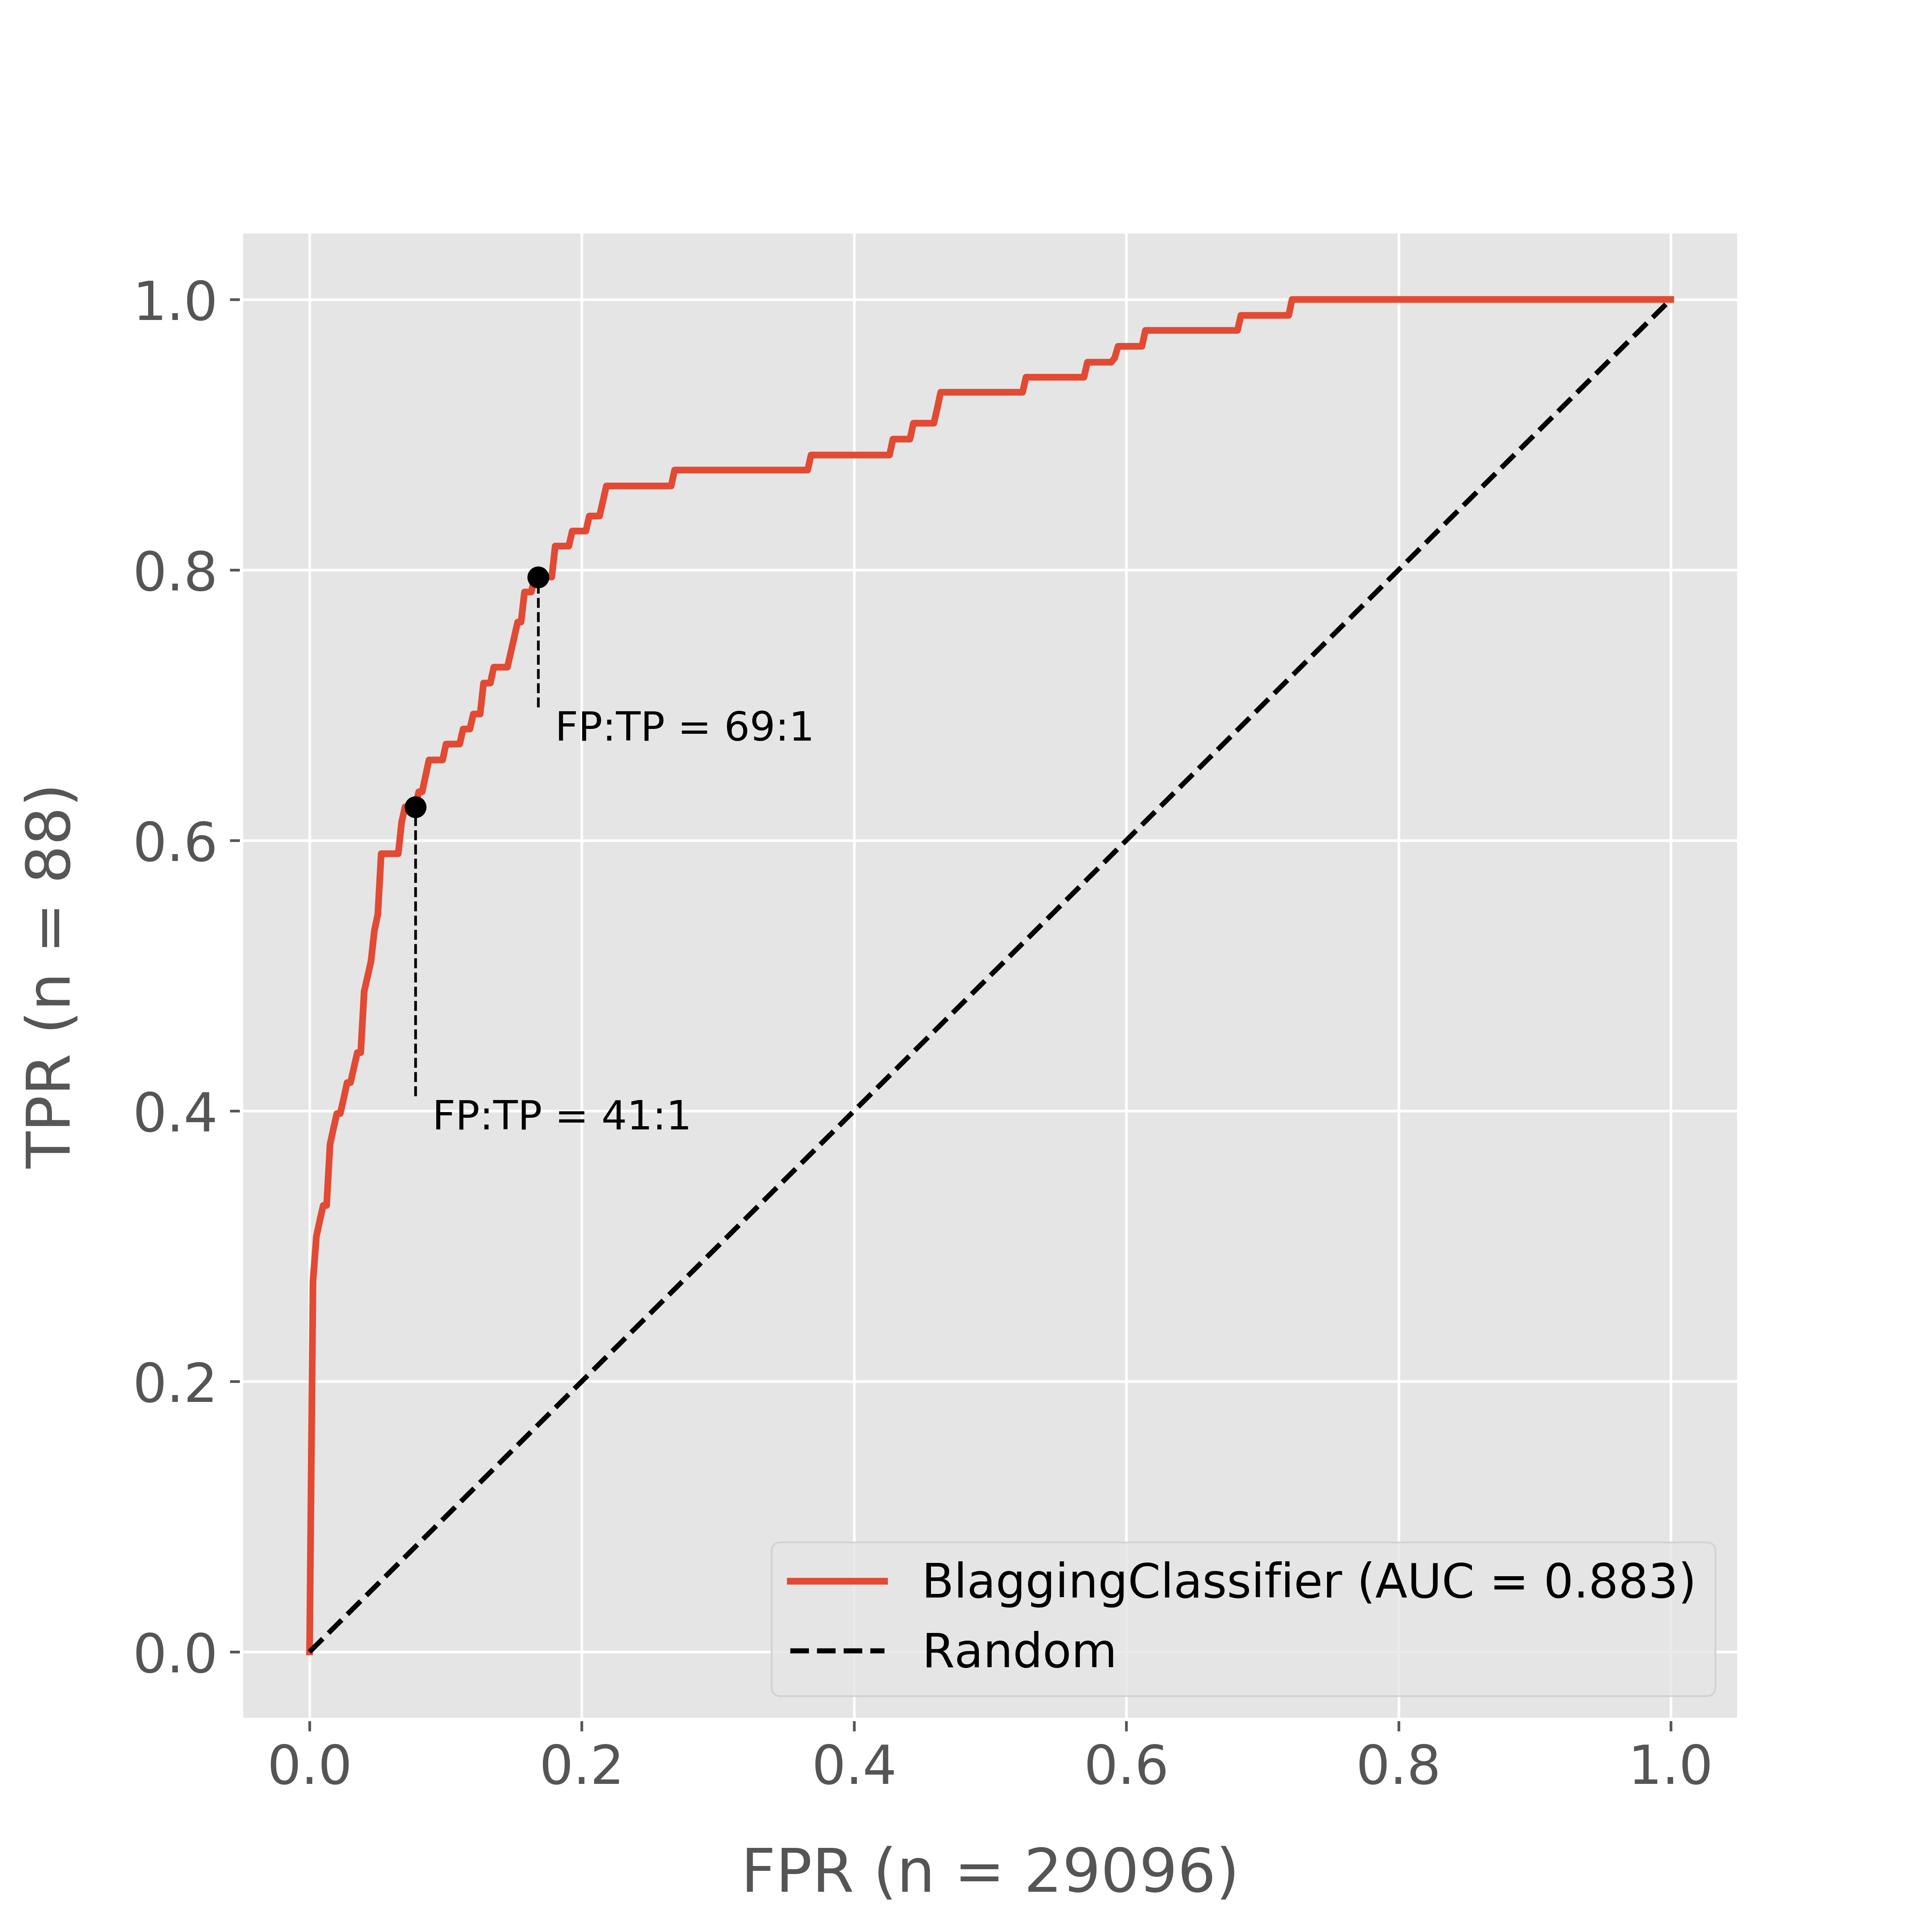 1.0
0.8
0.6
0.4
0.2
0.0
TPR (n = 88)
FP:TP = 69:1
FP:TP = 41:1
BlaggingClassifier (AUC = 0.883)
Random
0.0 0.2 0.4 0.6 0.8 1.0
FPR (n = 29096)